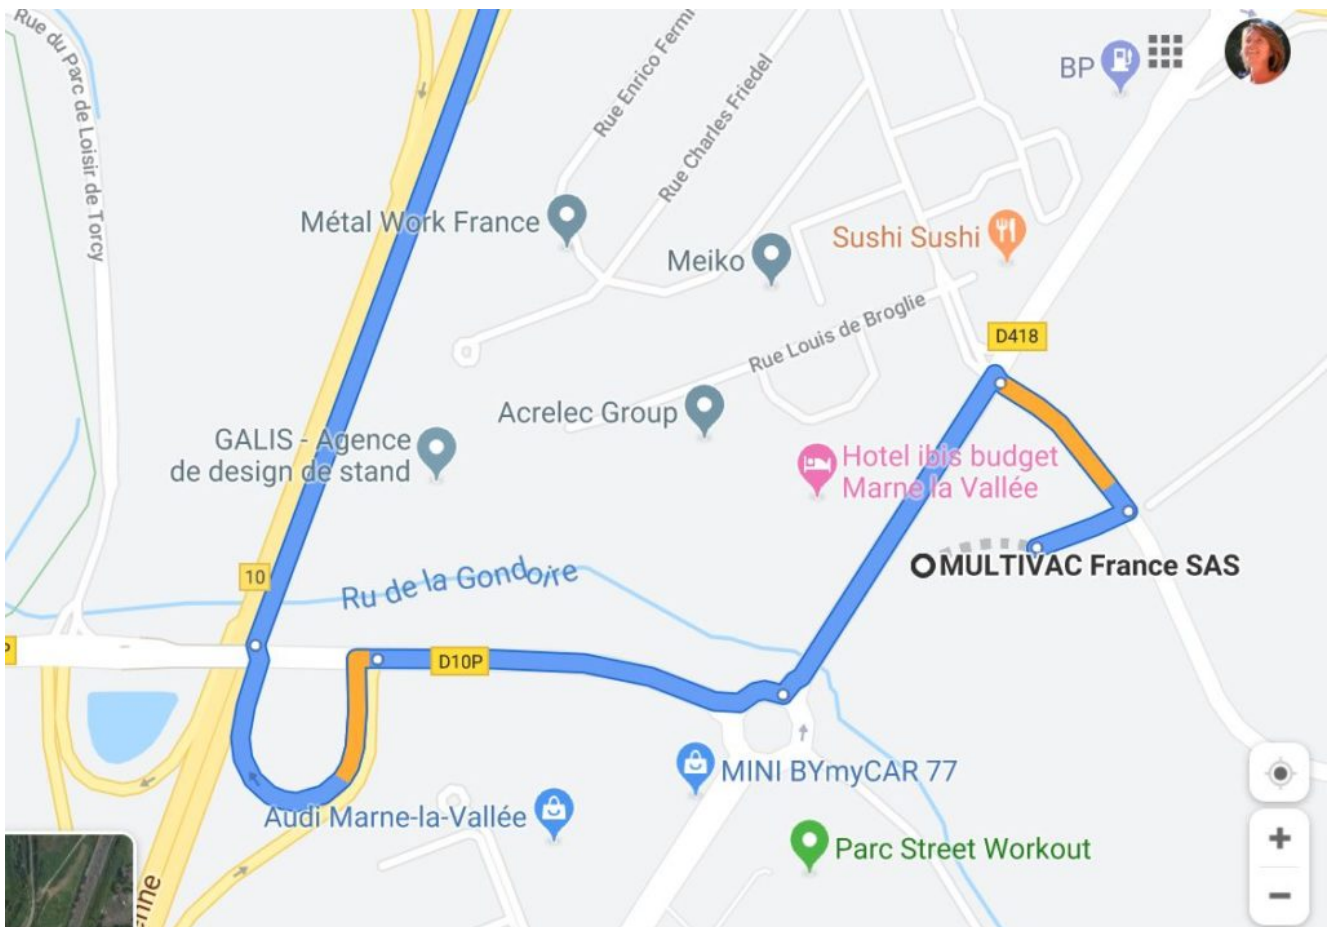 Rue du Parc de Loisir de Torcy
Rue Enrico Fermi
Rue Charles Friedel
BP
Métal Work France
Meiko
Sushi Sushi
Rue Louis de Broglie
D418
Acrelec Group
GALIS - Agence
de design de stand
Hotel ibis budget
Marne la Vallée
MULTIVAC France SAS
10
Ru de la Gondoire
P
D10P
MINI BYmyCAR 77
Audi Marne-la-Vallée
Parc Street Workout
enne
+
−